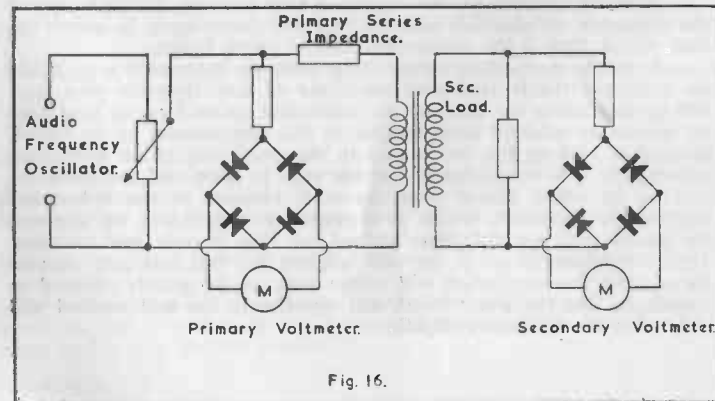 Primary Series
Impedance.
Audio
Frequency
Oscillator.
Sec.
Load.
M
M
Primary Voltmeter.
Secondary Voltmeter.
Fig. 16.